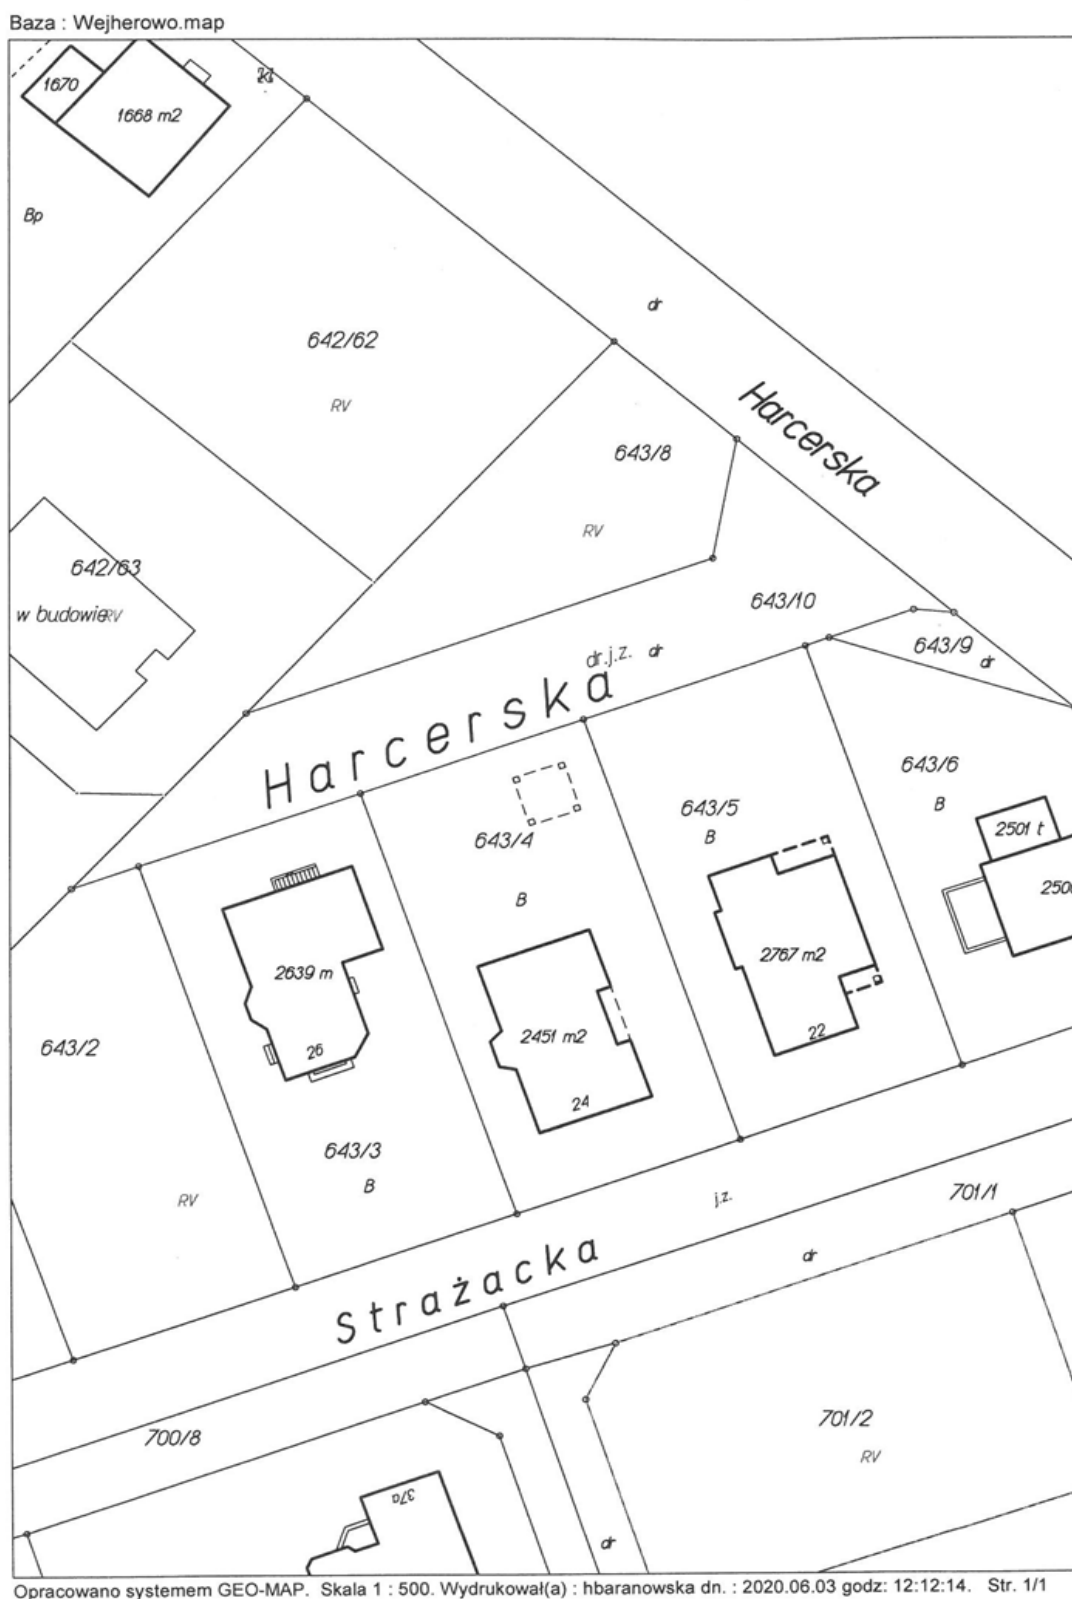 Baza : Wejherowo.map
1670
1668 m2
Bp
dr
642/62
RV
Harcerska
643/8
RV
642/63
w budowie
RV
643/10
643/9
dr
dr.j.z.
dr
Harcerska
643/6
B
643/5
B
643/4
B
2501 t
2639 m
26
2451 m2
24
2767 m2
22
643/2
RV
643/3
B
j.z.
701/1
dr
Strażacka
700/8
701/2
RV
37a
dr
Opracowano systemem GEO-MAP. Skala 1 : 500. Wydrukował(a) : hbaranowska dn. : 2020.06.03 godz: 12:12:14. Str. 1/1